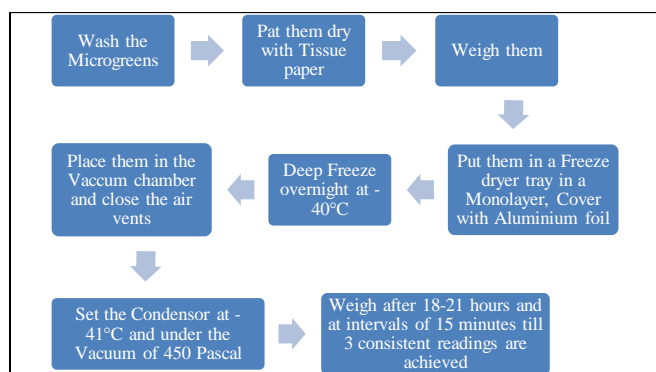 Wash the
Microgreens
Pat them dry
with Tissue
paper
Weigh them
Put them in a Freeze
dryer tray in a
Monolayer, Cover
with Aluminium foil
Deep Freeze
overnight at -
40°C
Place them in the
Vaccum chamber
and close the air
vents
Set the Condensor at -
41°C and under the
Vacuum of 450 Pascal
Weigh after 18-21 hours and
at intervals of 15 minutes till
3 consistent readings are
achieved